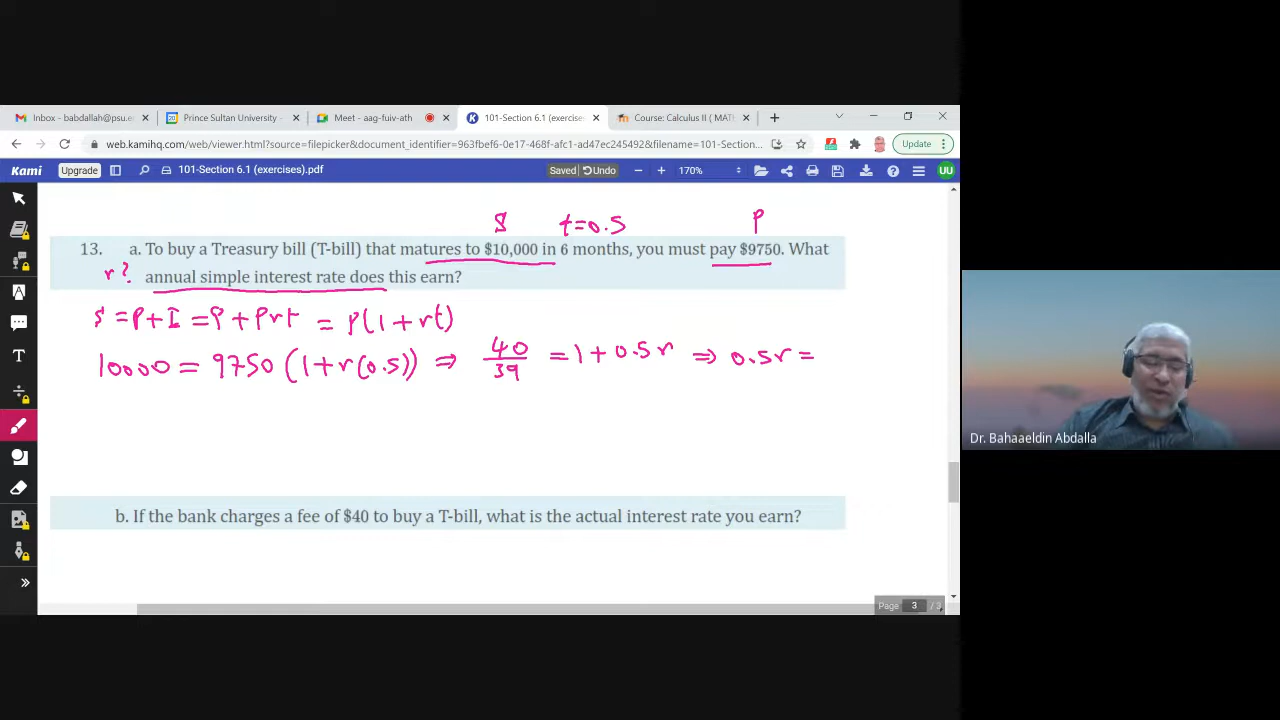 Inbox - babdallah@psu.e
Prince Sultan University -
Meet - aag-fuiv-ath
101-Section 6.1 (exercises
Course: Calculus II ( MATH
web.kamihq.com/web/viewer.html?source=filepicker&document_identifier=963fbef6-0e17-468f-afc1-ad47ec245492&filename=101-Section...
Update
Kami
Upgrade
101-Section 6.1 (exercises).pdf
Saved
Undo
170%
UU
S t=0.5 P
13. a. To buy a Treasury bill (T-bill) that matures to $10,000 in 6 months, you must pay $9750. What
r? annual simple interest rate does this earn?
S = P + I = P + Prt = P(1+rt)
10000 = 9750 (1+r(0.5)) ⇒ 40/39 = 1 + 0.5r ⇒ 0.5r =
b. If the bank charges a fee of $40 to buy a T-bill, what is the actual interest rate you earn?
Page 3 / 3
Dr. Bahaaeldin Abdalla